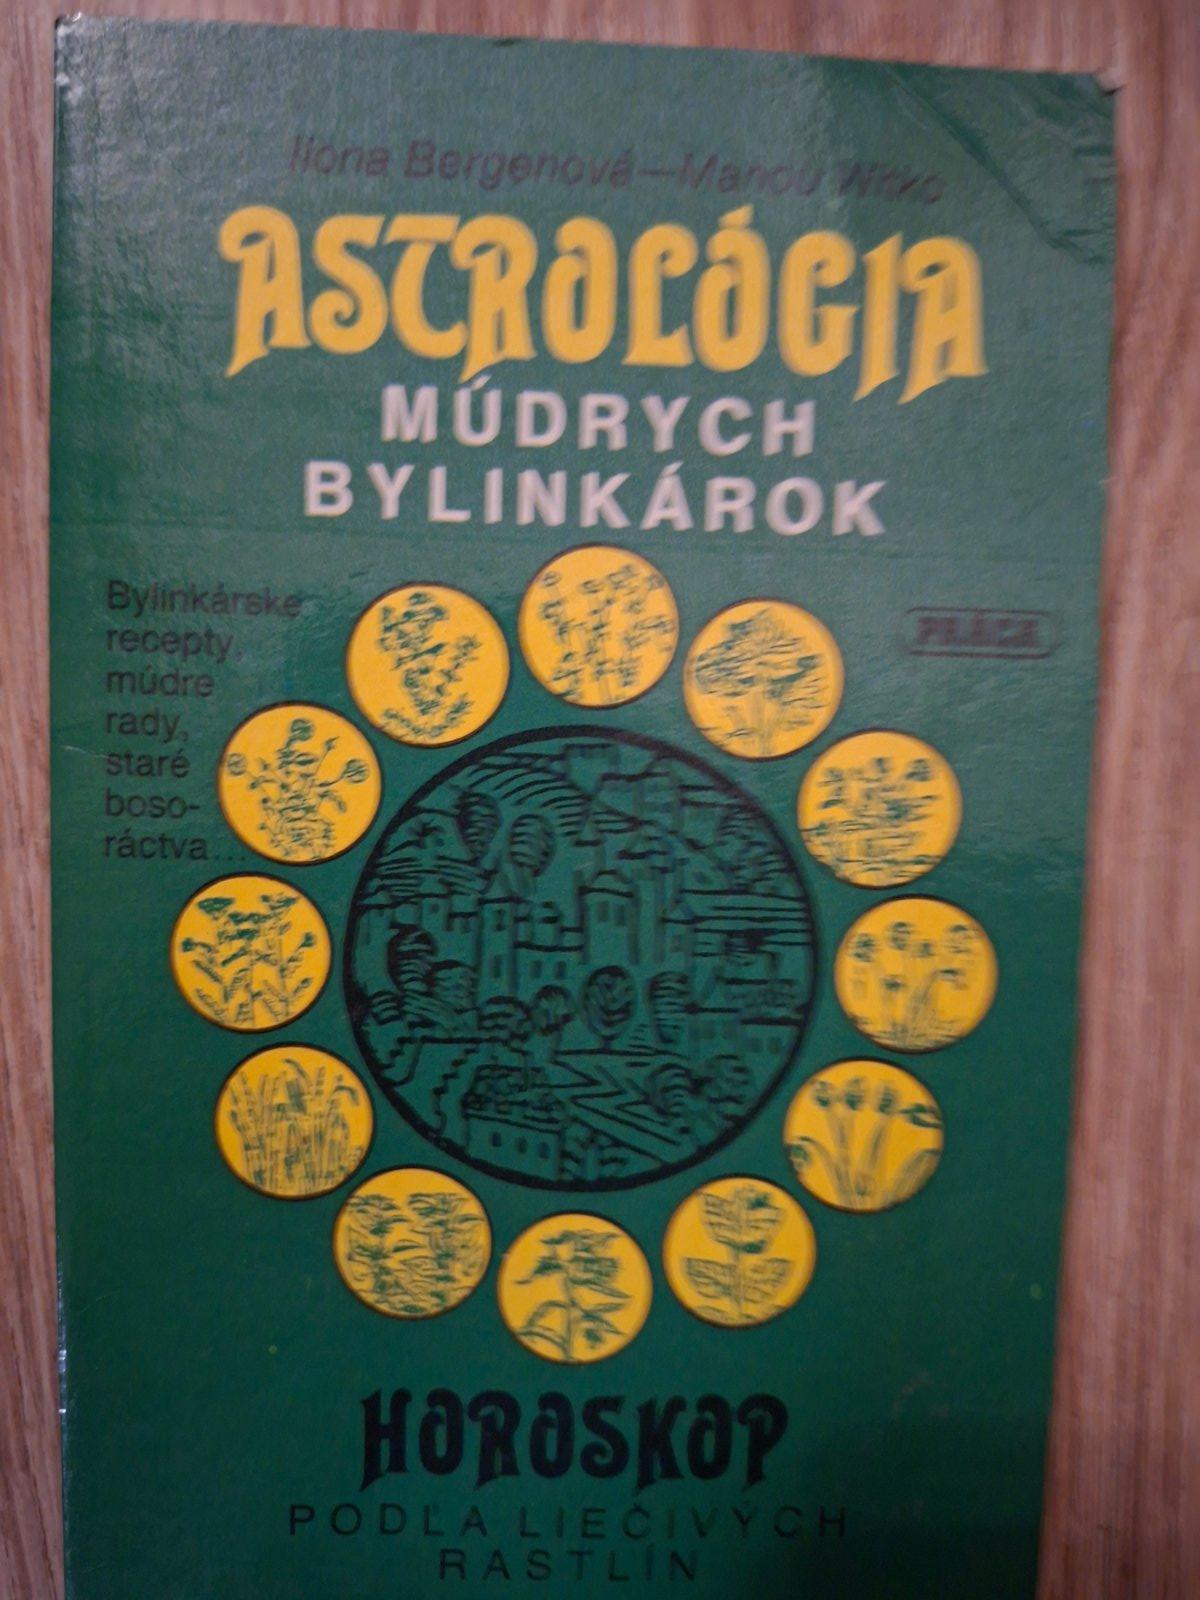 Ilona Bergenová—Manou Witko
ASTROLÓGIA
MÚDRYCH
BYLINKÁROK
Bylinkárske
recepty,
múdre
rady,
staré
boso-
ráctva...
PRÁCA
HOROSKOP
PODĽA LIEČIVÝCH
RASTLÍN